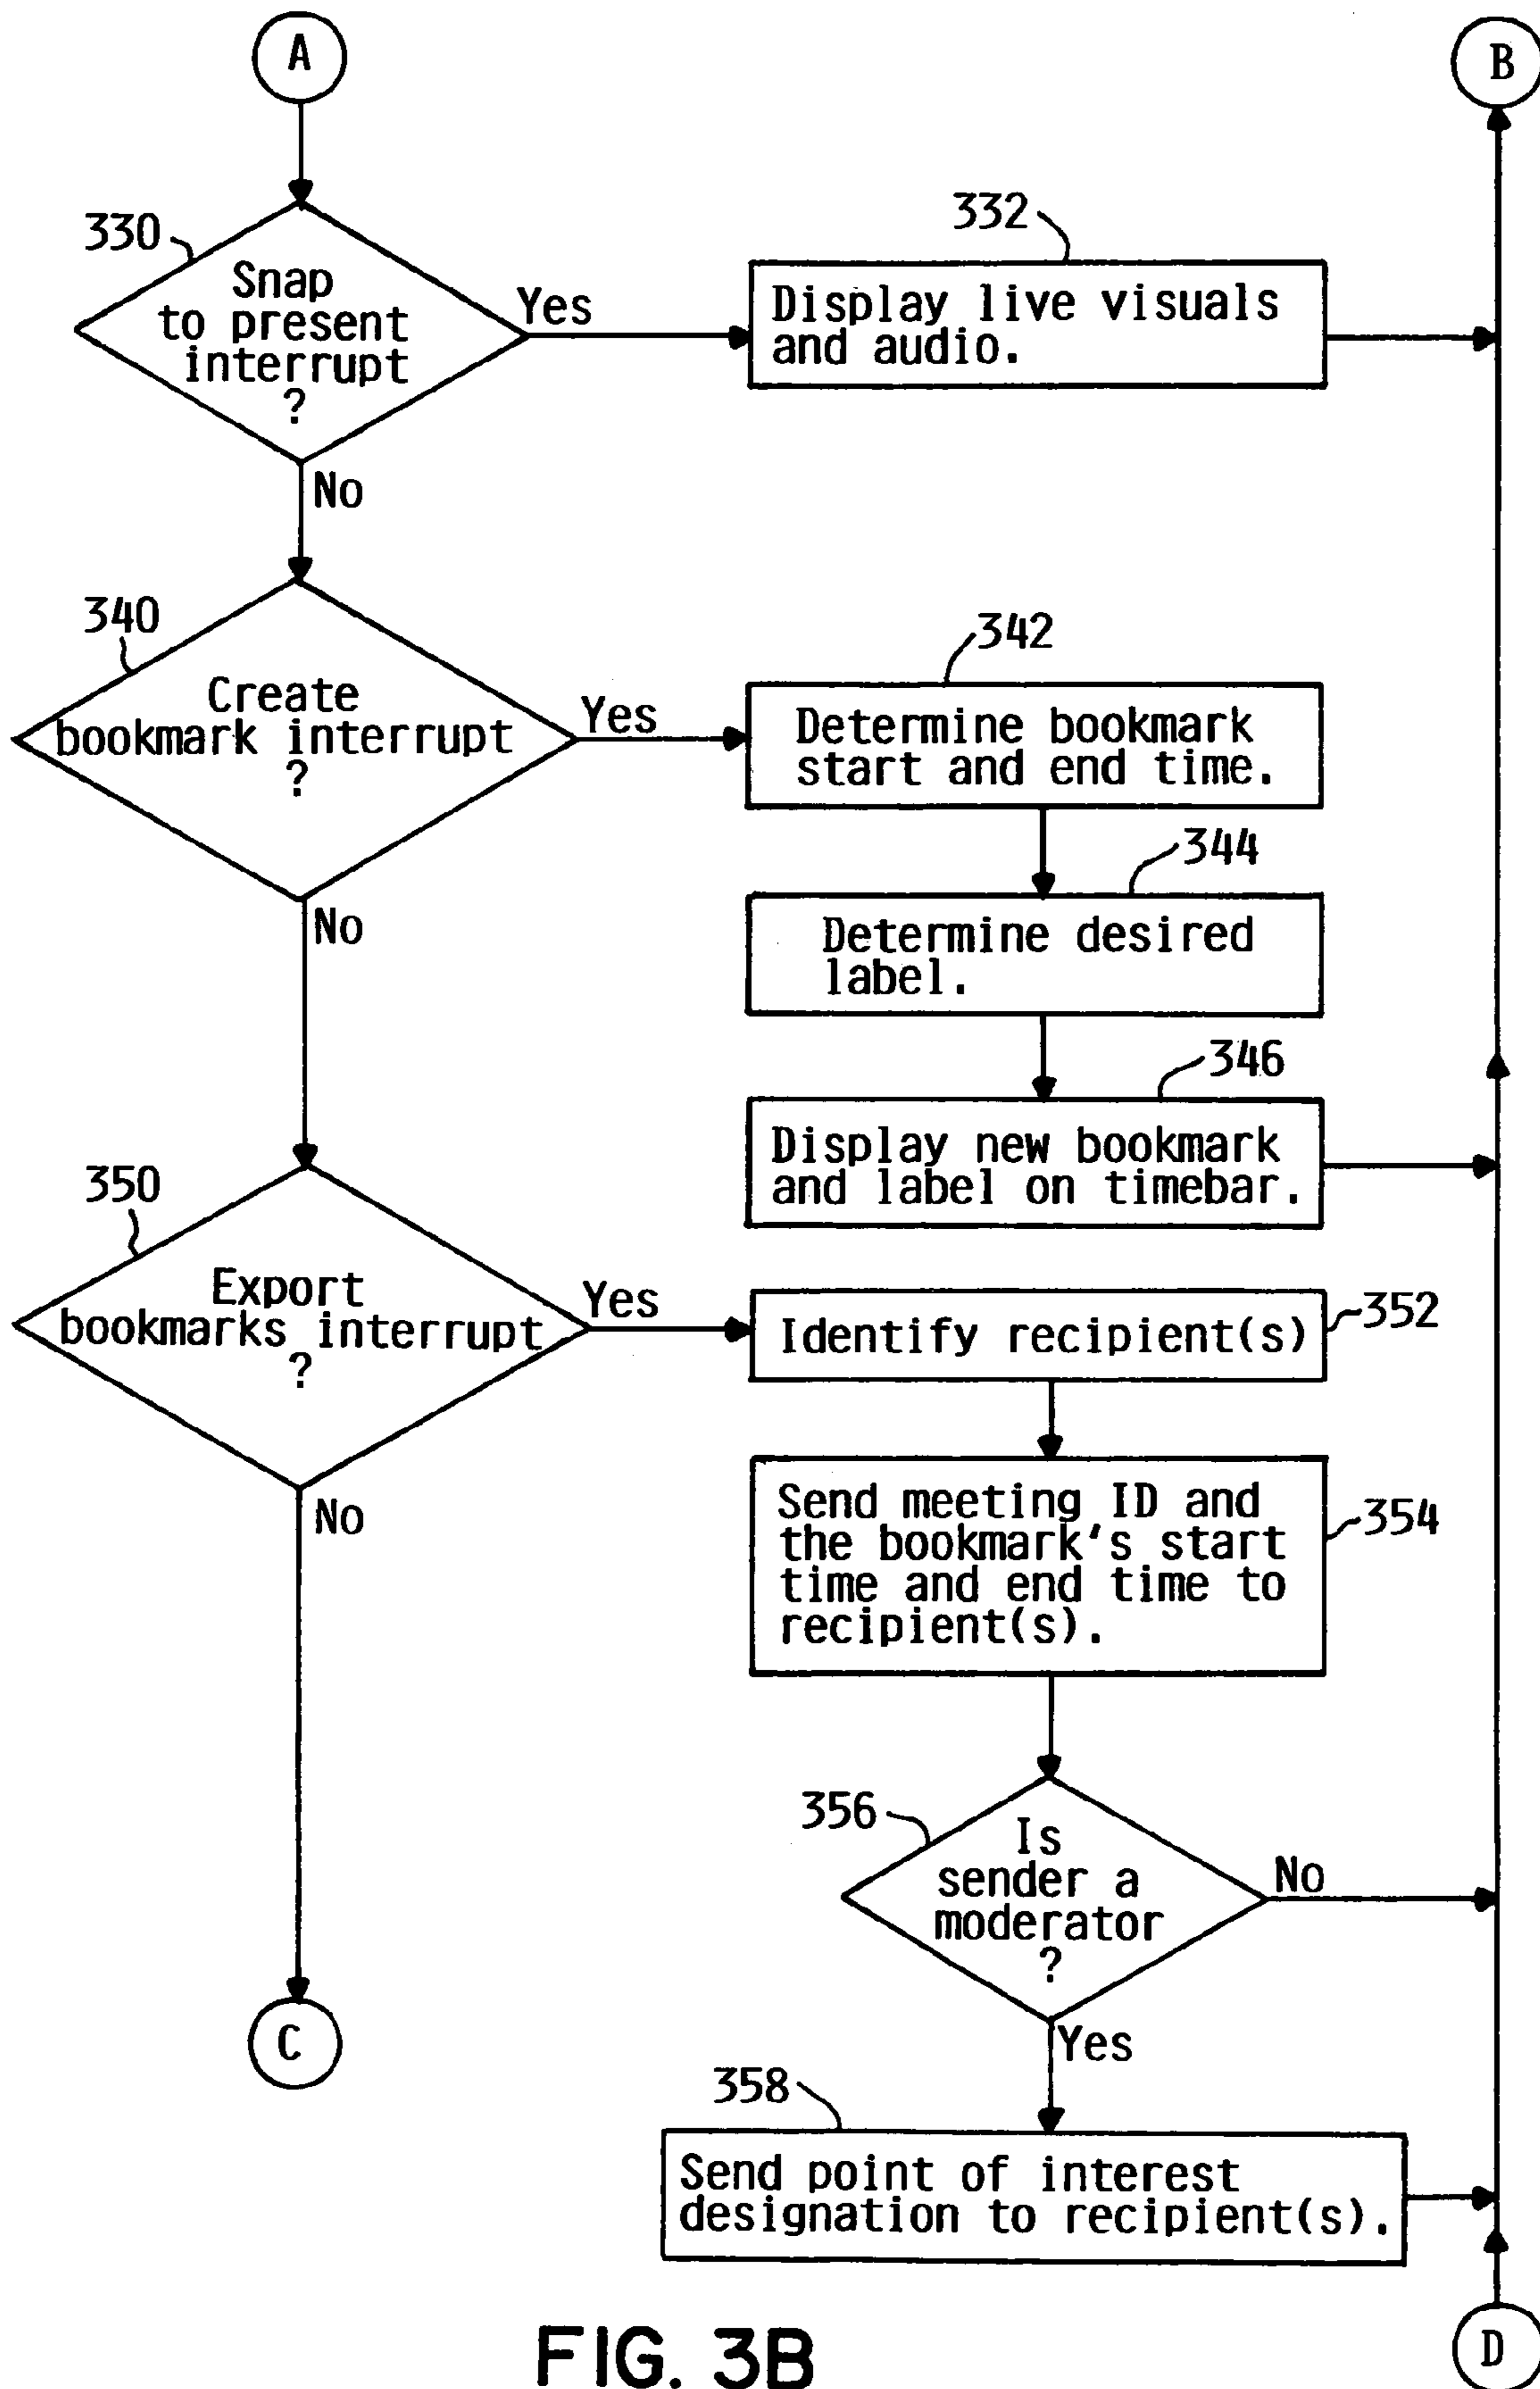 A
B
330
Snap
to present
interrupt
?
Yes
No
332
Display live visuals
and audio.
340
Create
bookmark interrupt
?
Yes
No
342
Determine bookmark
start and end time.
344
Determine desired
label.
346
Display new bookmark
and label on timebar.
350
Export
bookmarks interrupt
?
Yes
No
352
Identify recipient(s)
354
Send meeting ID and
the bookmark's start
time and end time to
recipient(s).
356
Is
sender a
moderator
?
No
Yes
C
358
Send point of interest
designation to recipient(s).
D
FIG. 3B